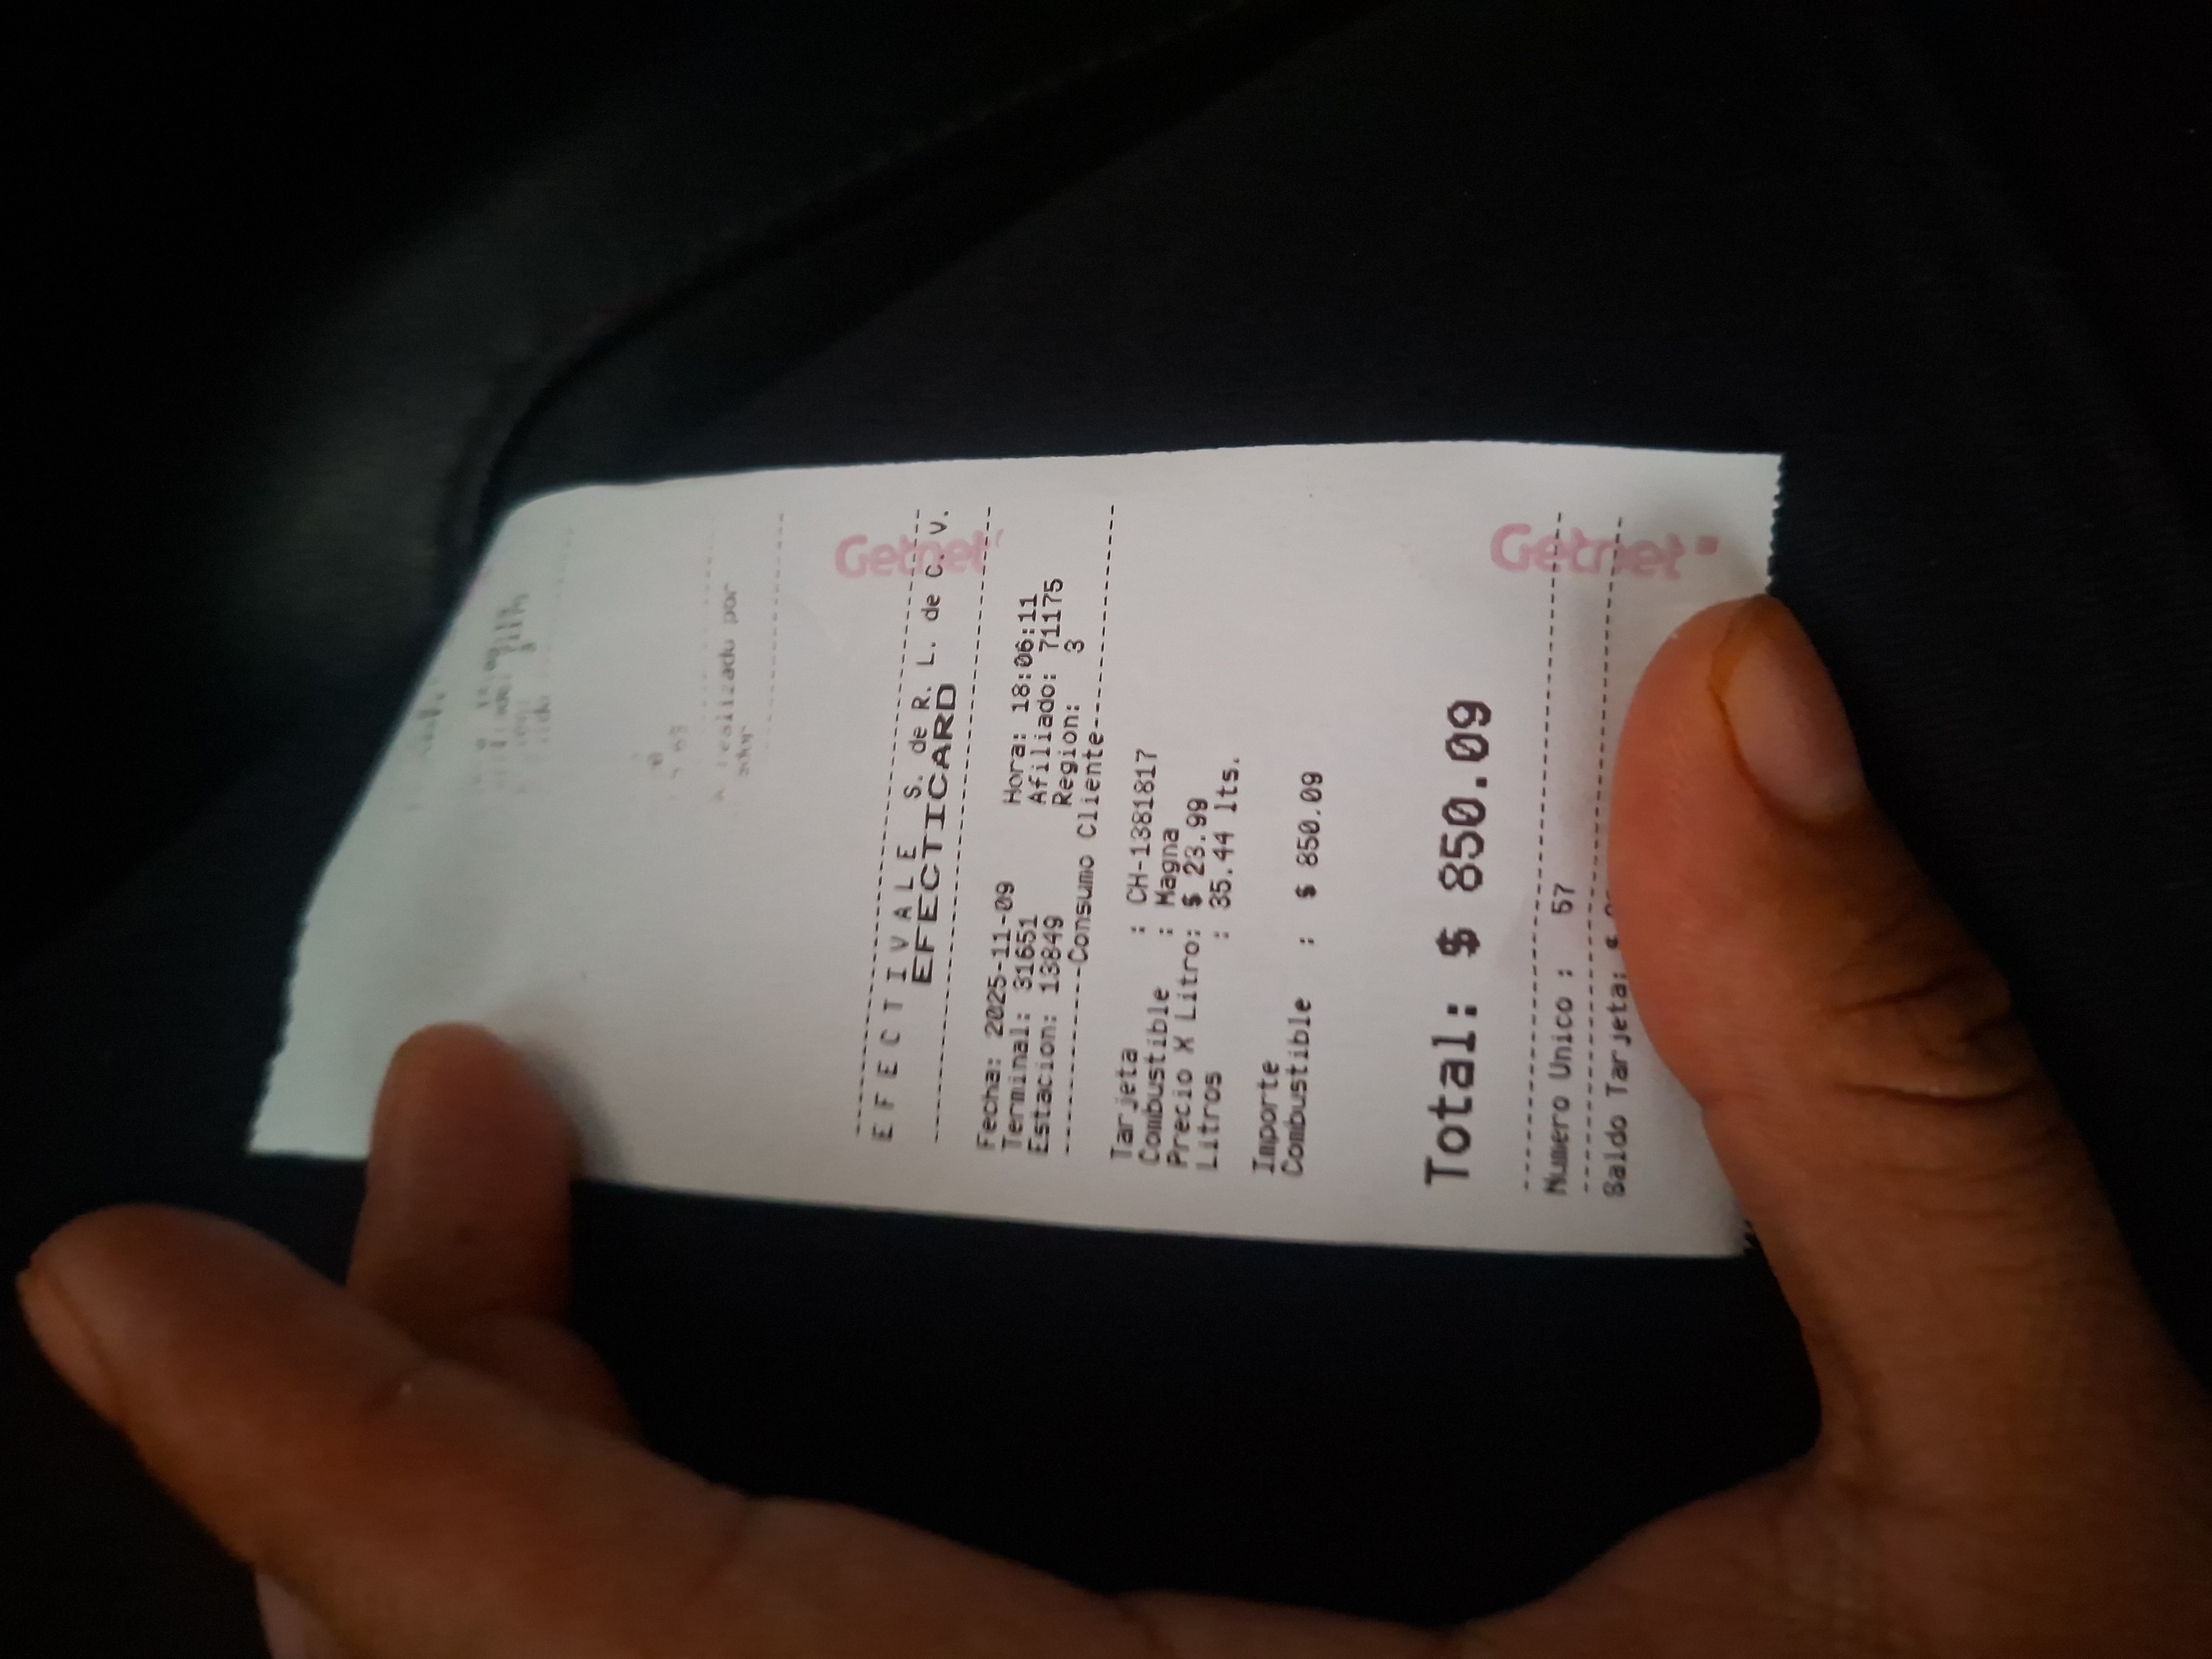 realizado por
Getnet
E F E C T I V A L E  S. de R. L. de C. V.
EFECTICARD
Fecha: 2025-11-09 Hora: 18:06:11
Terminal: 31651 Afiliado: 71175
Estacion: 13849 Region: 3
----------Consumo Cliente----------
Tarjeta : CH-1381817
Combustible : Magna
Precio X Litro: $ 23.99
Litros : 35.44 lts.
Importe
Combustible : $ 850.09
Total: $ 850.09
Getnet
Numero Unico : 57
Saldo Tarjeta: $